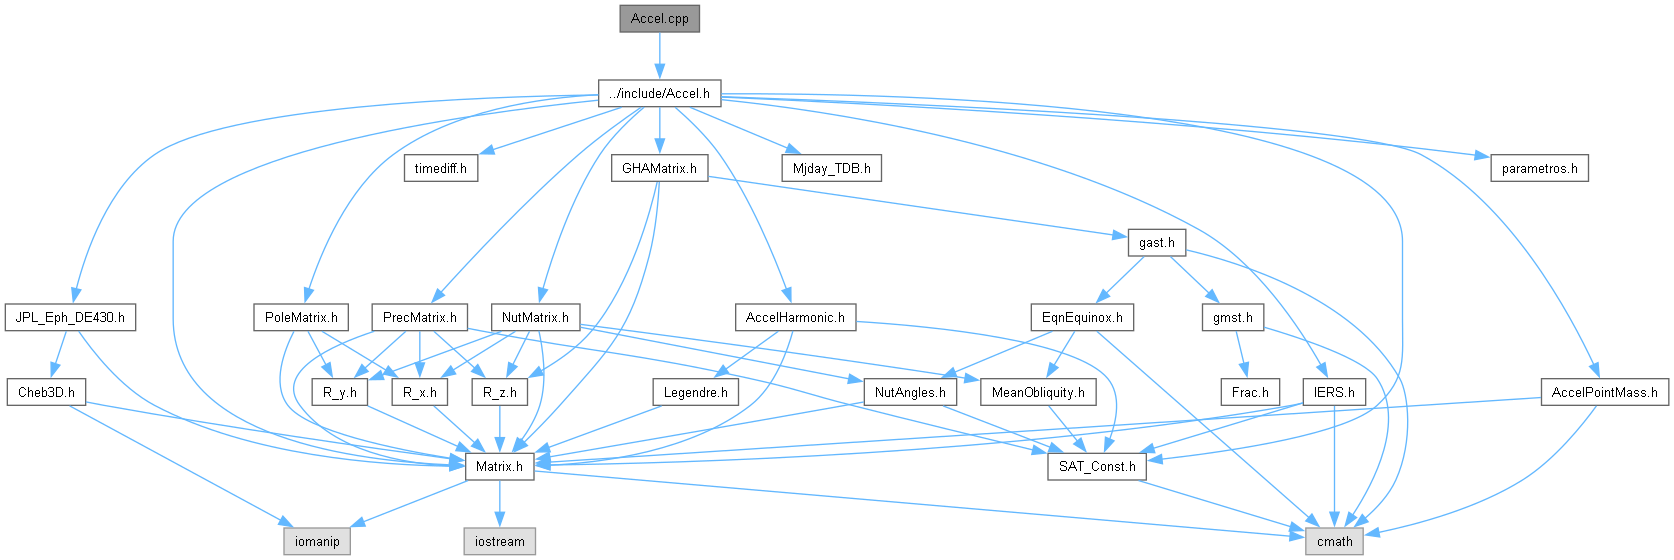 Accel.cpp
../include/Accel.h
timediff.h
GHAMatrix.h
Mjday_TDB.h
parametros.h
gast.h
JPL_Eph_DE430.h
PoleMatrix.h
PrecMatrix.h
NutMatrix.h
AccelHarmonic.h
EqnEquinox.h
gmst.h
Cheb3D.h
R_y.h
R_x.h
R_z.h
Legendre.h
NutAngles.h
MeanObliquity.h
Frac.h
IERS.h
AccelPointMass.h
Matrix.h
SAT_Const.h
iomanip
iostream
cmath